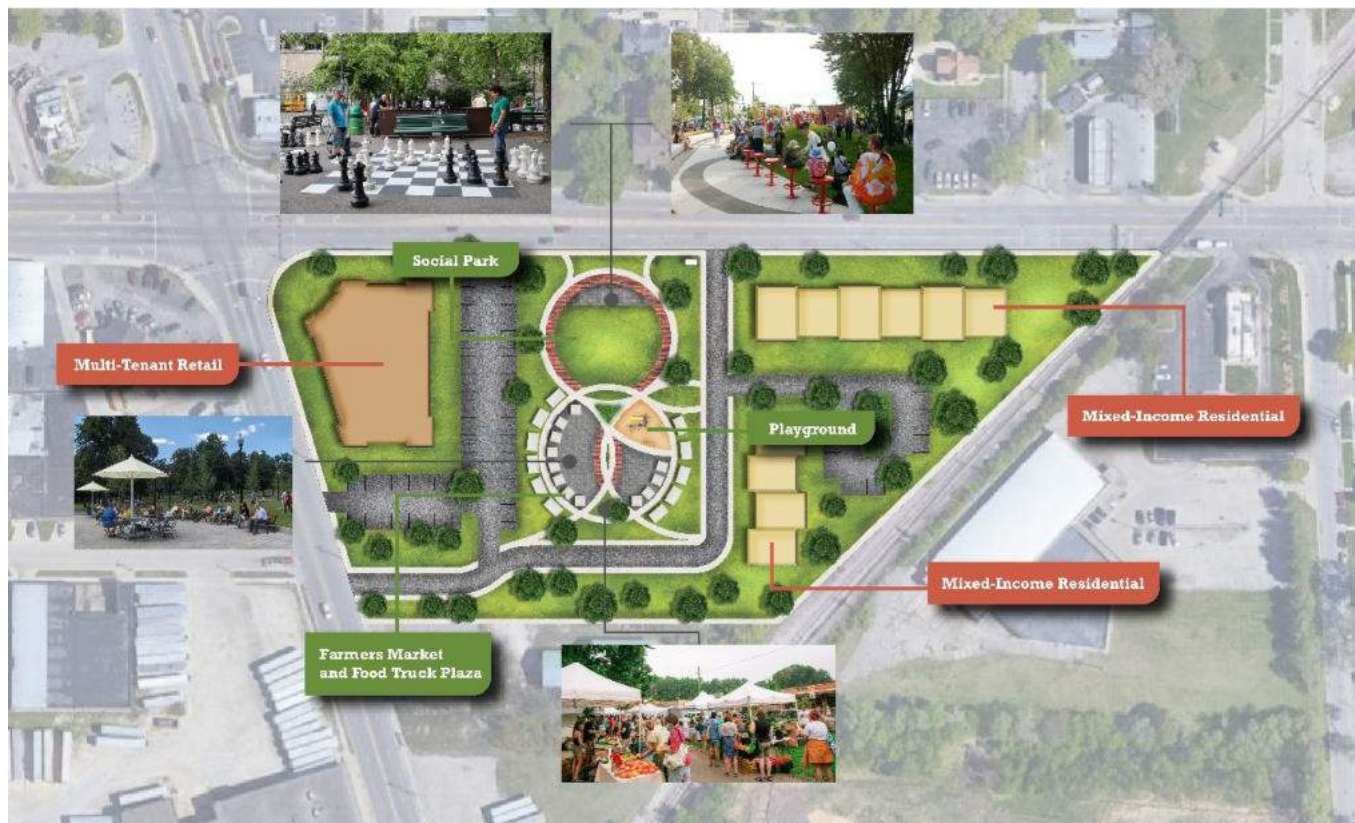 Social Park
Multi-Tenant Retail
Mixed-Income Residential
Playground
Mixed-Income Residential
Farmers Market
and Food Truck Plaza